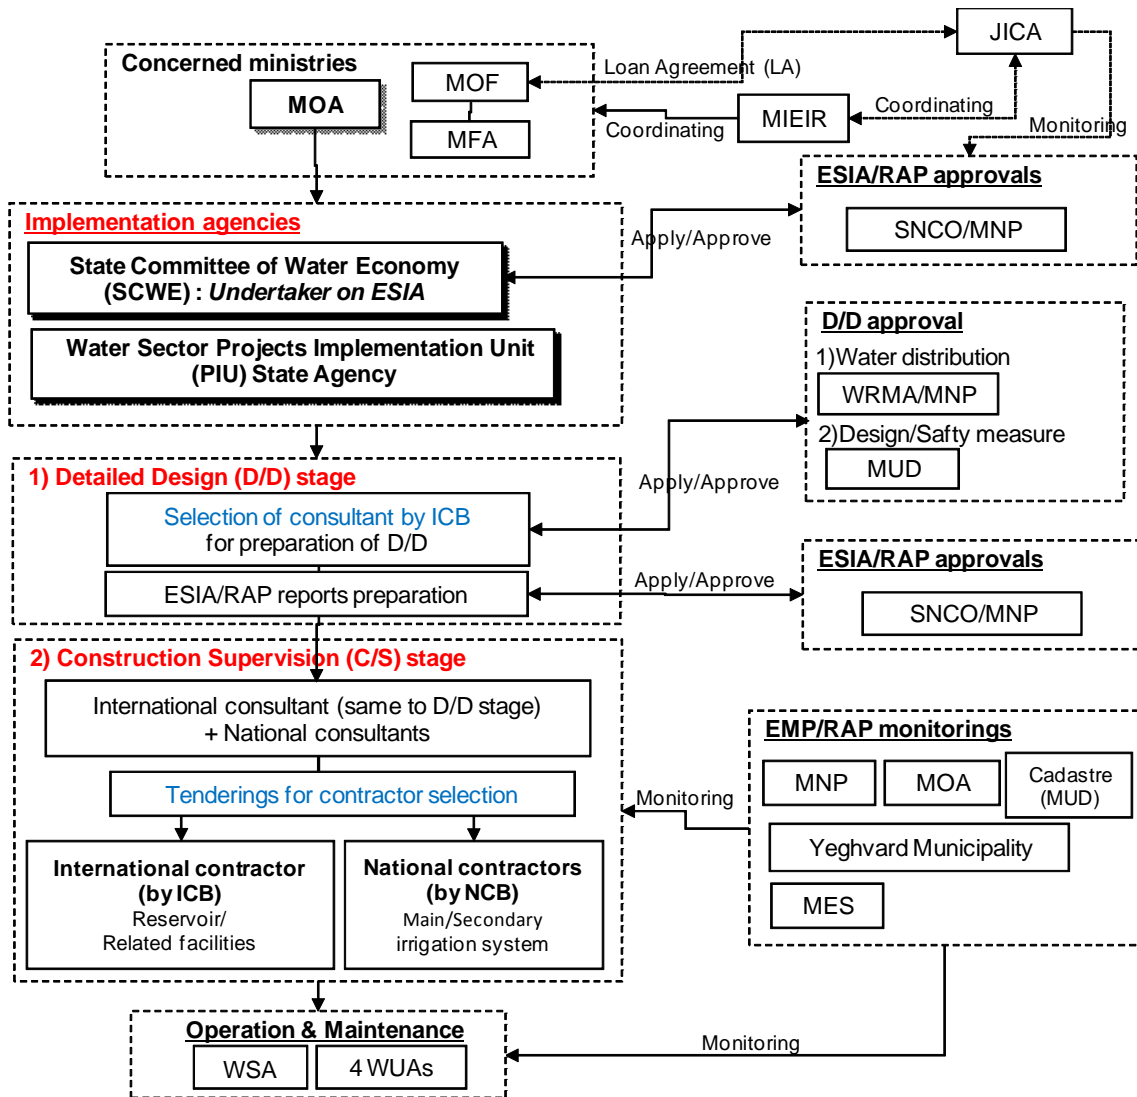 JICA
Concerned ministries
MOA
MOF
MFA
Loan Agreement (LA)
MIEIR
Coordinating
Coordinating
Monitoring
ESIA/RAP approvals
SNCO/MNP
Implementation agencies
State Committee of Water Economy
(SCWE) : Undertaker on ESIA
Water Sector Projects Implementation Unit
(PIU) State Agency
Apply/Approve
D/D approval
1)Water distribution
WRMA/MNP
2)Design/Safty measure
MUD
1) Detailed Design (D/D) stage
Selection of consultant by ICB
for preparation of D/D
ESIA/RAP reports preparation
Apply/Approve
Apply/Approve
ESIA/RAP approvals
SNCO/MNP
2) Construction Supervision (C/S) stage
International consultant (same to D/D stage)
+ National consultants
Tenderings for contractor selection
International contractor
(by ICB)
Reservoir/
Related facilities
National contractors
(by NCB)
Main/Secondary
irrigation system
Monitoring
EMP/RAP monitorings
MNP
MOA
Cadastre
(MUD)
Yeghvard Municipality
MES
Operation & Maintenance
WSA
4 WUAs
Monitoring